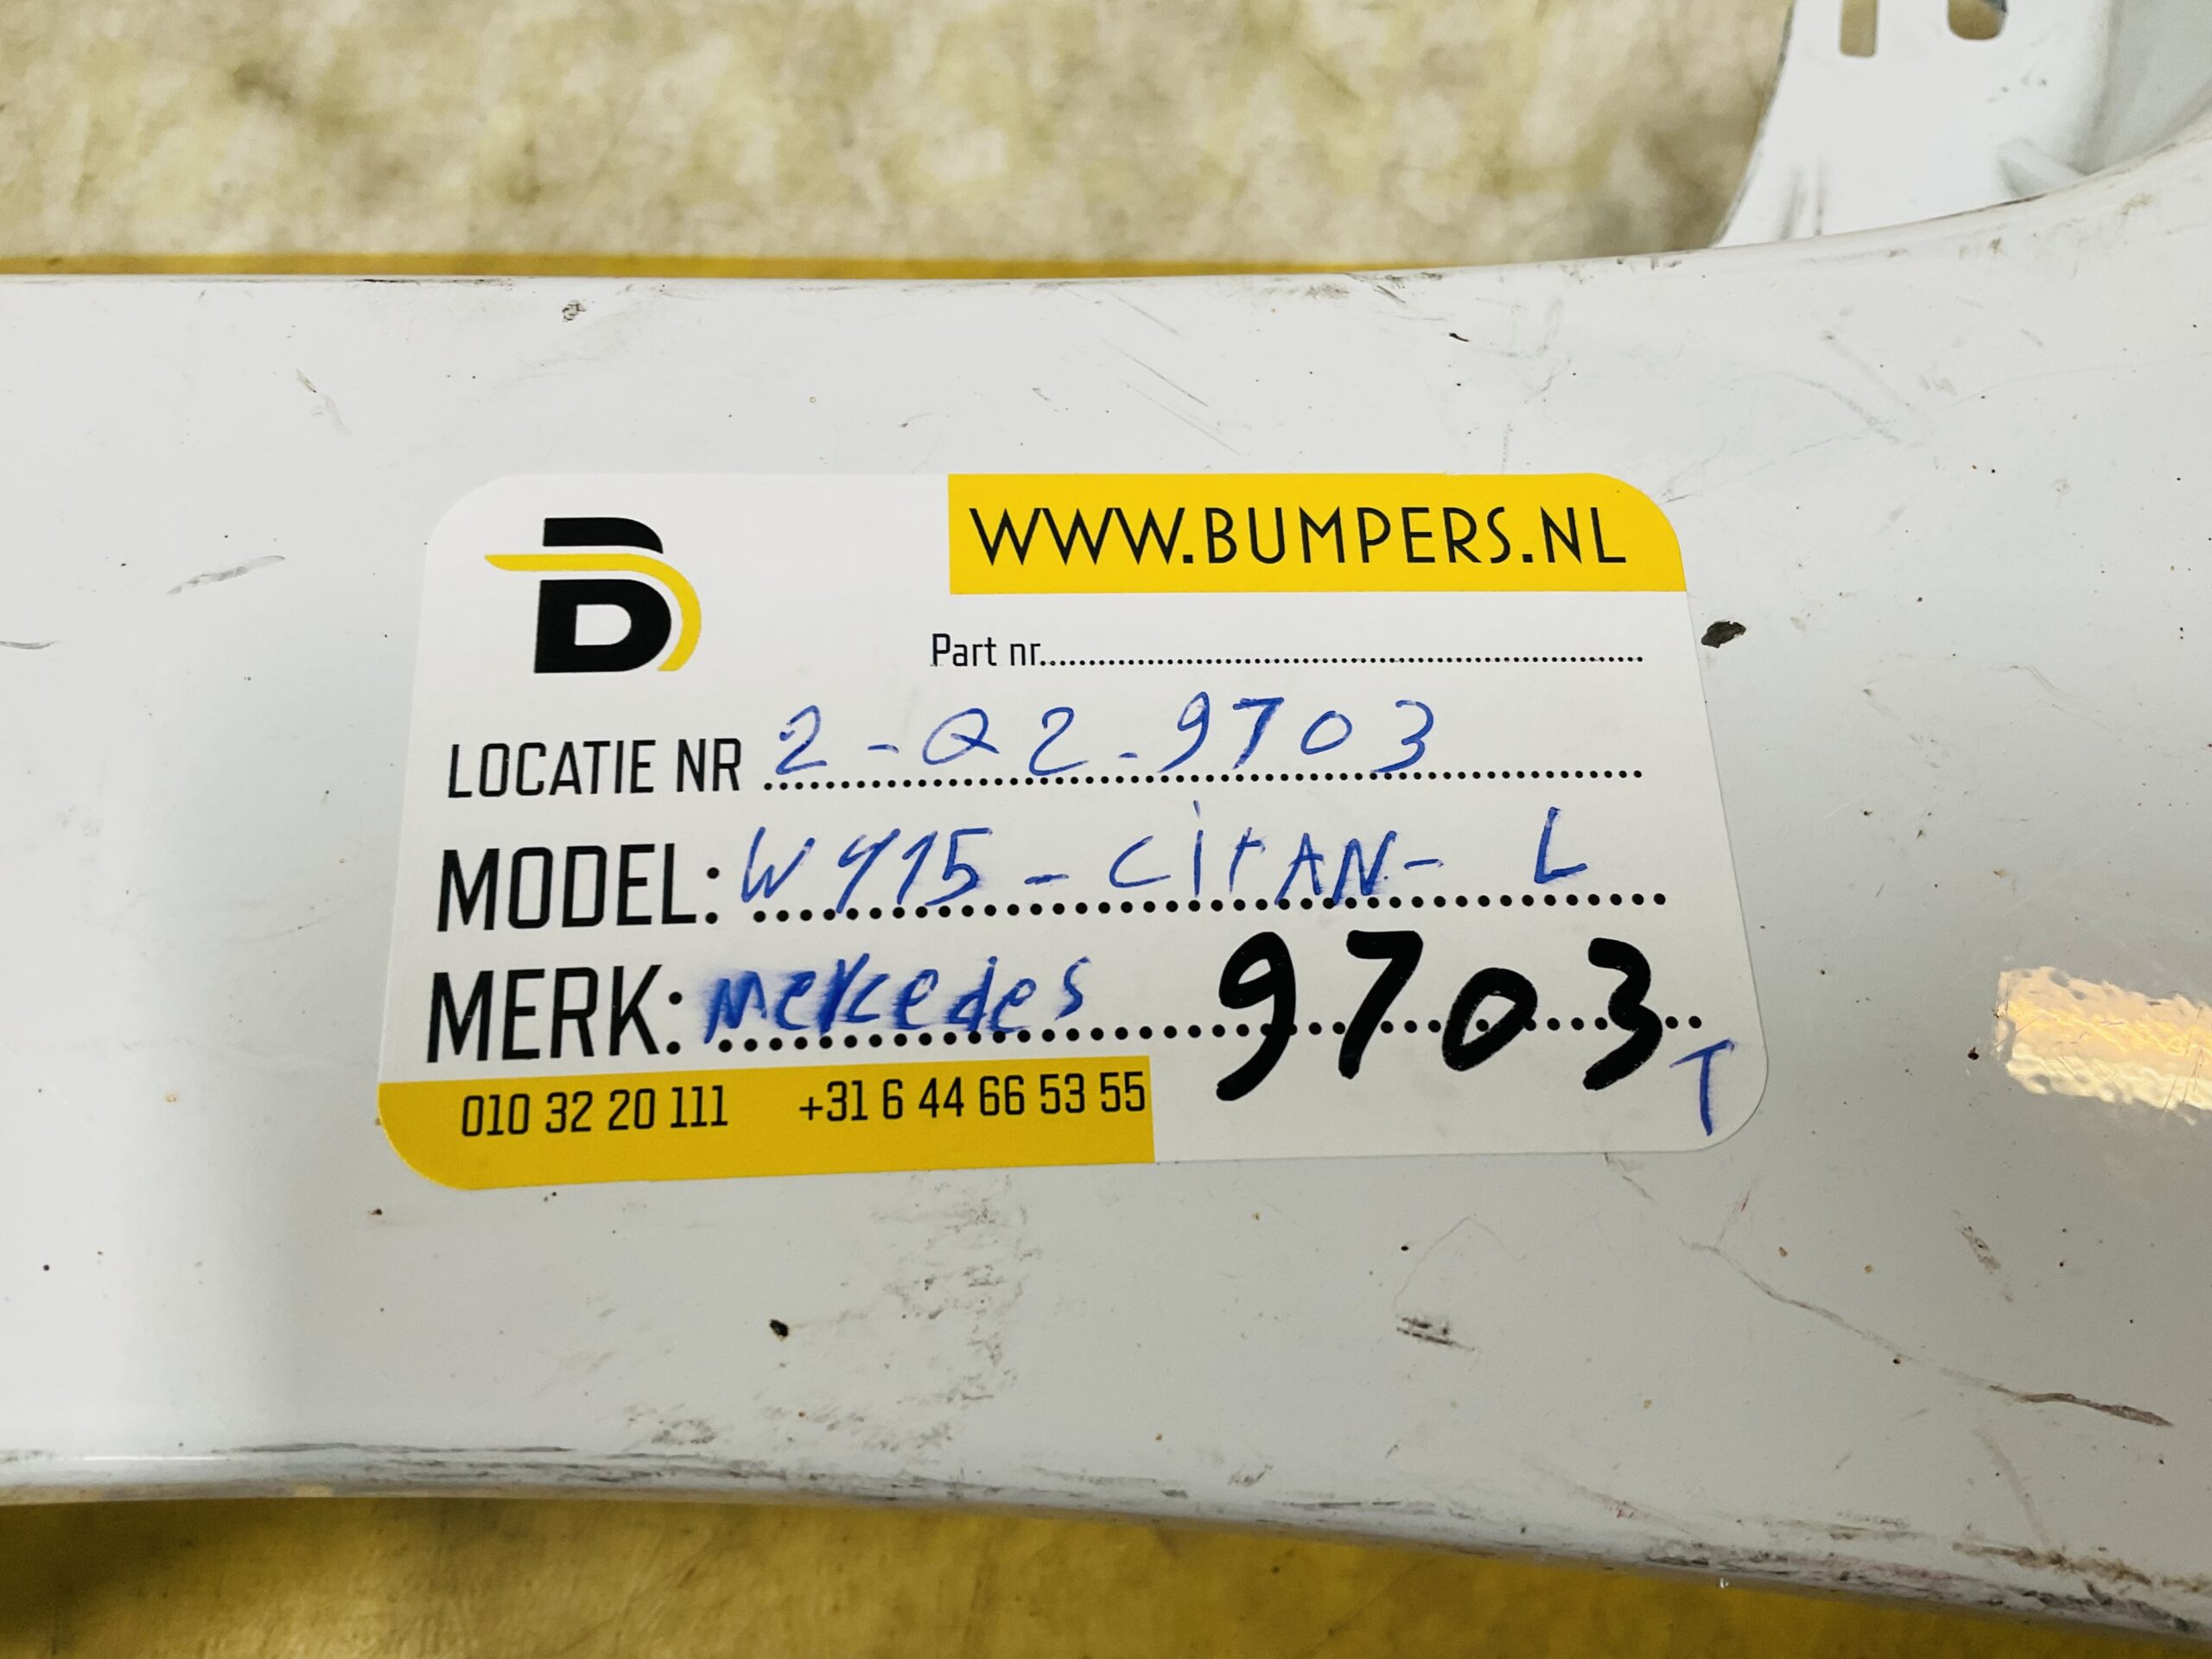 B
WWW.BUMPERS.NL
Part nr.
LOCATIE NR 2-Q2-9703
MODEL: W415-CitAN- L
MERK: Mercedes 9703
T
010 32 20 111 +31 6 44 66 53 55